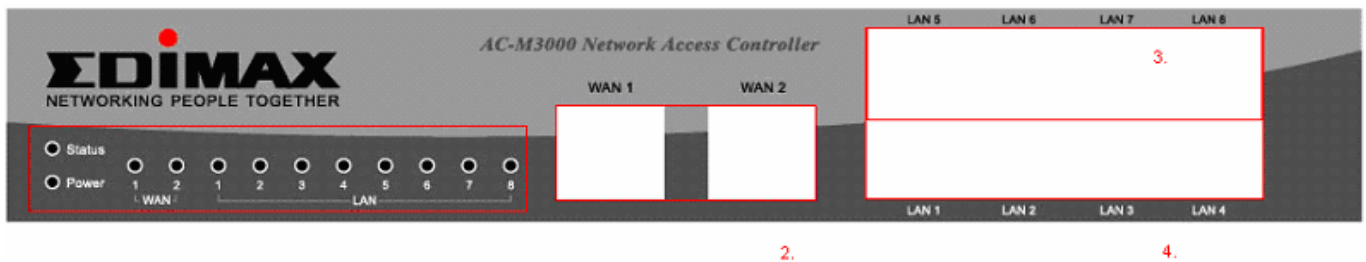 LAN 5 LAN 6 LAN 7 LAN 8
EDIMAX
NETWORKING PEOPLE TOGETHER
AC-M3000 Network Access Controller
WAN 1 WAN 2
3.
Status
Power
1 2 1 2 3 4 5 6 7 8
WAN LAN
LAN 1 LAN 2 LAN 3 LAN 4
2. 4.